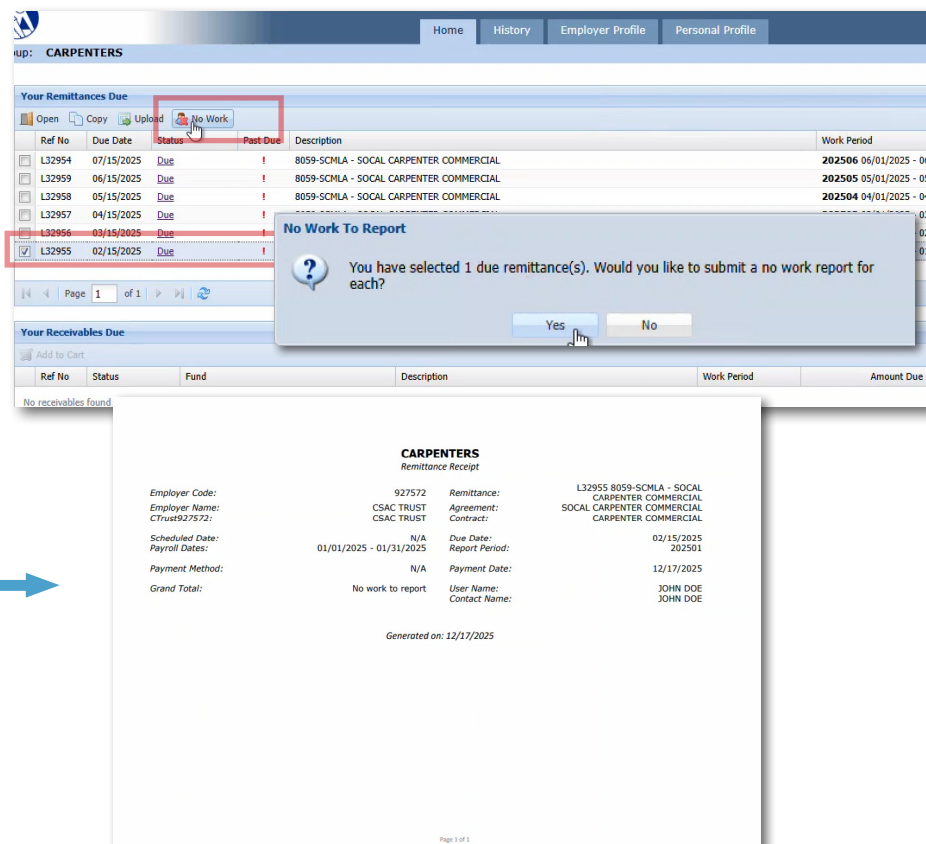 Home History Employer Profile Personal Profile
up: CARPENTERS
Your Remittances Due
Open Copy Upload No Work
Ref No Due Date Status Past Due Description Work Period
L32954 07/15/2025 Due ! 8059-SCMLA - SOCAL CARPENTER COMMERCIAL 202506 06/01/2025 - 06
L32959 06/15/2025 Due ! 8059-SCMLA - SOCAL CARPENTER COMMERCIAL 202505 05/01/2025 - 05
L32958 05/15/2025 Due ! 8059-SCMLA - SOCAL CARPENTER COMMERCIAL 202504 04/01/2025 - 04
L32957 04/15/2025 Due !
L32956 03/15/2025 Due !
L32955 02/15/2025 Due !
No Work To Report
You have selected 1 due remittance(s). Would you like to submit a no work report for
each?
Yes No
Page 1 of 1
Your Receivables Due
Add to Cart
Ref No Status Fund Description Work Period Amount Due
No receivables found
CARPENTERS
Remittance Receipt
Employer Code: 927572 Remittance: L32955 8059-SCMLA - SOCAL
CARPENTER COMMERCIAL
Employer Name: CSAC TRUST Agreement: SOCAL CARPENTER COMMERCIAL
CTrust927572: CSAC TRUST Contract: CARPENTER COMMERCIAL
Scheduled Date: N/A Due Date: 02/15/2025
Payroll Dates: 01/01/2025 - 01/31/2025 Report Period: 202501
Payment Method: N/A Payment Date: 12/17/2025
Grand Total: No work to report User Name: JOHN DOE
Contact Name: JOHN DOE
Generated on: 12/17/2025
Page 1 of 1